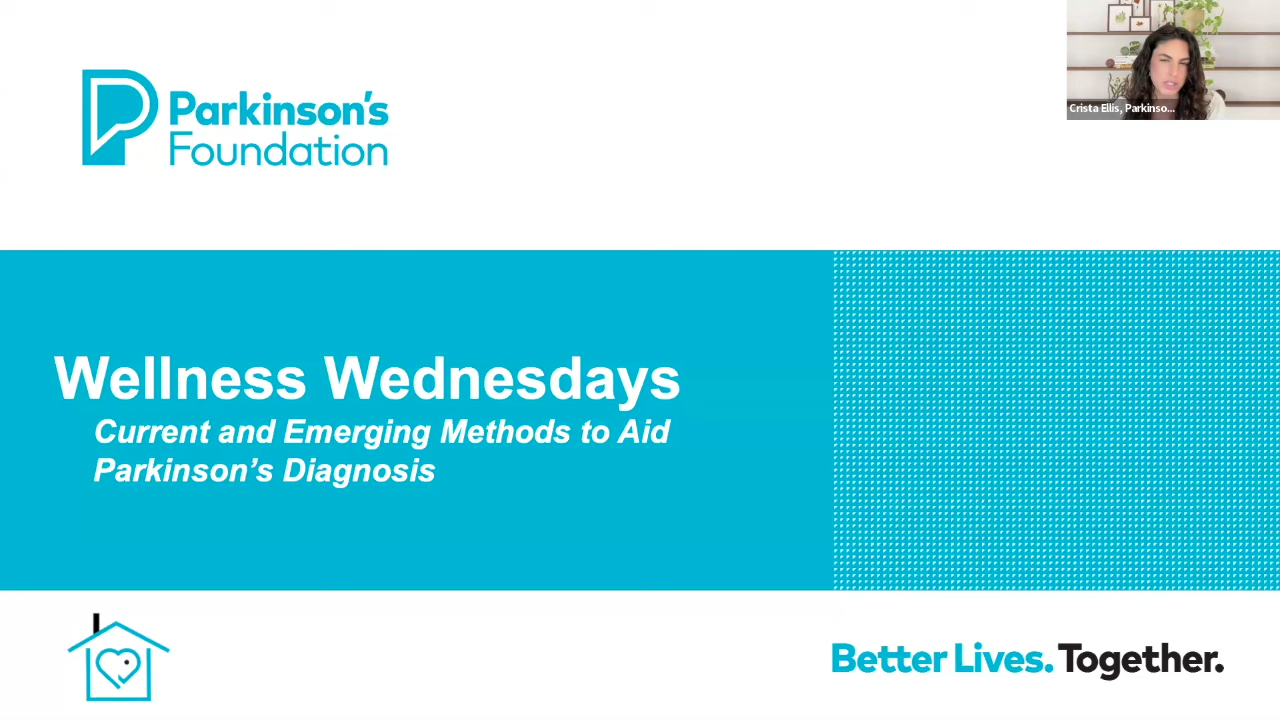 Parkinson's
Foundation
Crista Ellis, Parkinso...
Wellness Wednesdays
Current and Emerging Methods to Aid
Parkinson’s Diagnosis
Better Lives. Together.